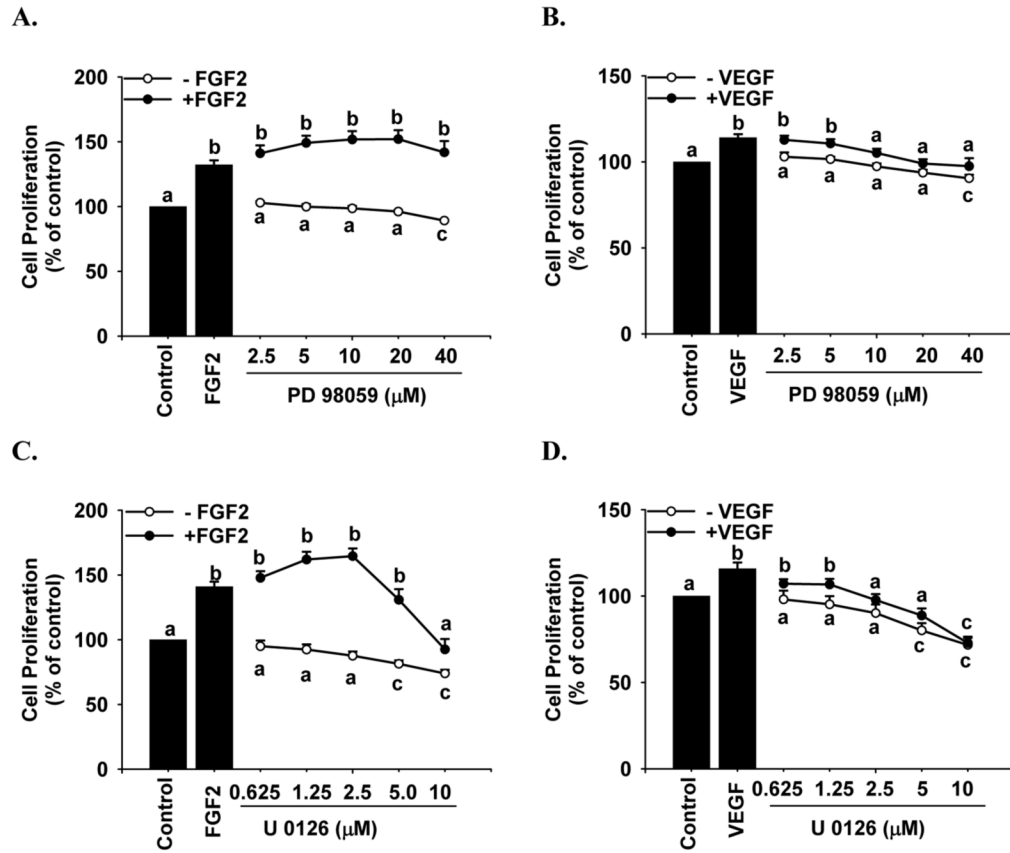 A.
Cell Proliferation
(% of control)
200
150
100
50
0
- FGF2
+FGF2
a
b
b
b
b
b
b
a
a
a
a
c
Control
FGF2
2.5
5
10
20
40
PD 98059 (μM)
B.
Cell Proliferation
(% of control)
150
100
50
0
- VEGF
+VEGF
a
b
b
b
a
a
a
a
a
a
a
c
Control
VEGF
2.5
5
10
20
40
PD 98059 (μM)
C.
Cell Proliferation
(% of control)
200
150
100
50
0
- FGF2
+FGF2
a
b
b
b
b
b
a
a
a
a
c
c
Control
FGF2
0.625
1.25
2.5
5.0
10
U 0126 (μM)
D.
Cell Proliferation
(% of control)
150
100
50
0
- VEGF
+VEGF
a
b
b
b
a
a
c
a
a
a
c
c
Control
VEGF
0.625
1.25
2.5
5
10
U 0126 (μM)